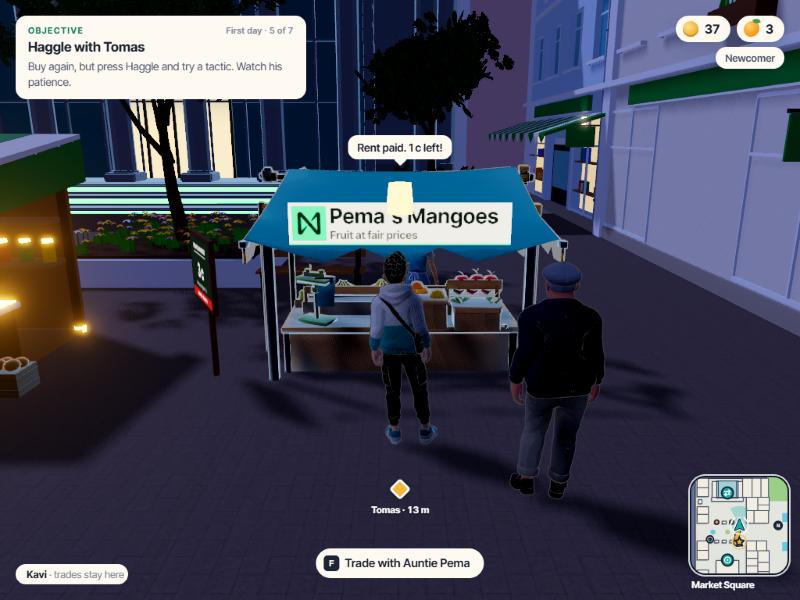 OBJECTIVE
First day · 5 of 7
Haggle with Tomas
Buy again, but press Haggle and try a tactic. Watch his
patience.
37
3
Newcomer
Rent paid. 1 c left!
Pema's Mangoes
Fruit at fair prices
Tomas · 13 m
F Trade with Auntie Pema
Kavi · trades stay here
Market Square